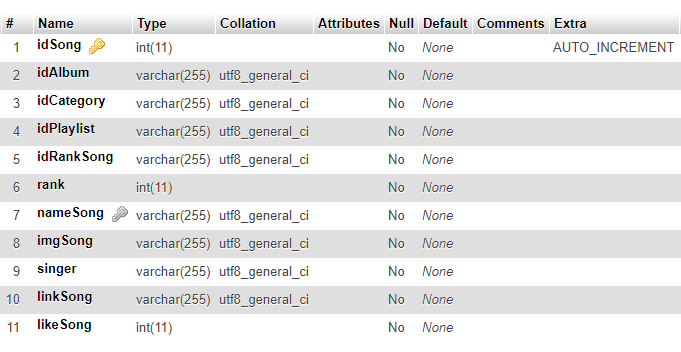 # Name Type Collation Attributes Null Default Comments Extra
1 idSong int(11) No None AUTO_INCREMENT
2 idAlbum varchar(255) utf8_general_ci No None
3 idCategory varchar(255) utf8_general_ci No None
4 idPlaylist varchar(255) utf8_general_ci No None
5 idRankSong varchar(255) utf8_general_ci No None
6 rank int(11) No None
7 nameSong varchar(255) utf8_general_ci No None
8 imgSong varchar(255) utf8_general_ci No None
9 singer varchar(255) utf8_general_ci No None
10 linkSong varchar(255) utf8_general_ci No None
11 likeSong int(11) No None